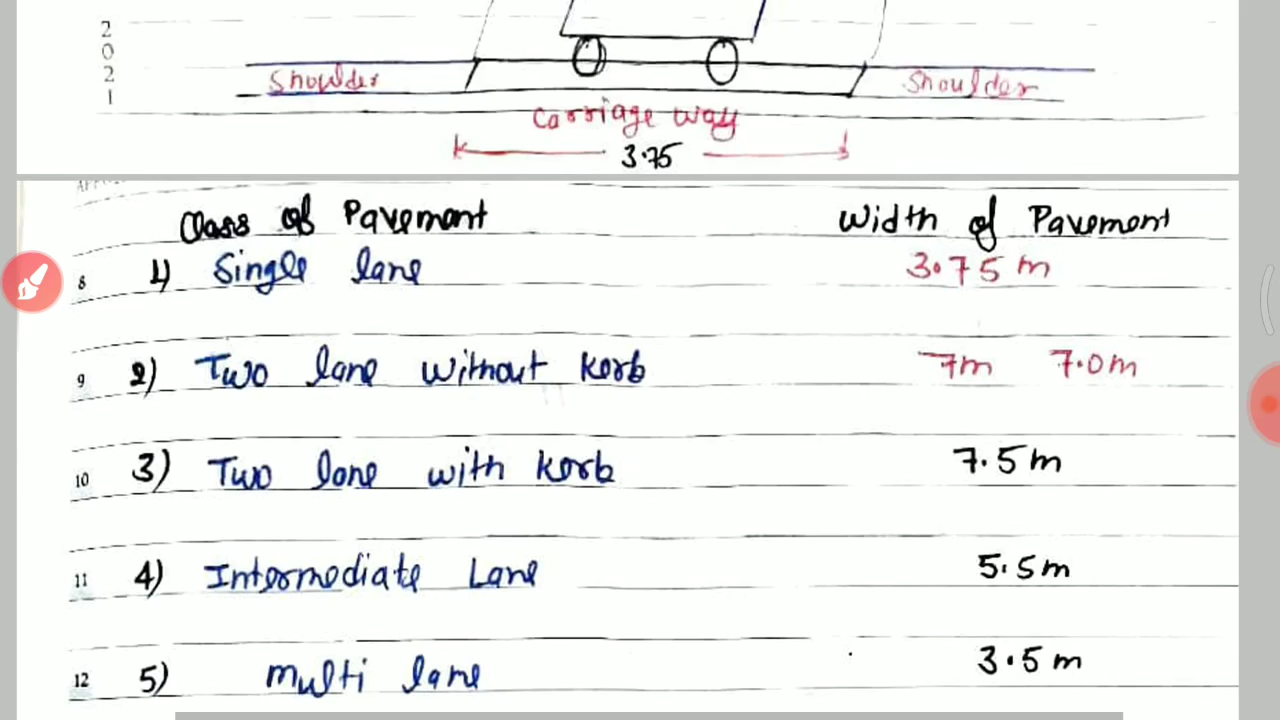 2
0
2
1
Shoulder
Shoulder
Carriage way
3.75
Class of Pavement Width of Pavement
8 1) Single lane 3.75 m
9 2) Two lane without kerb 7m 7.0m
10 3) Two lane with kerb 7.5m
11 4) Intermediate Lane 5.5m
12 5) multi lane 3.5m